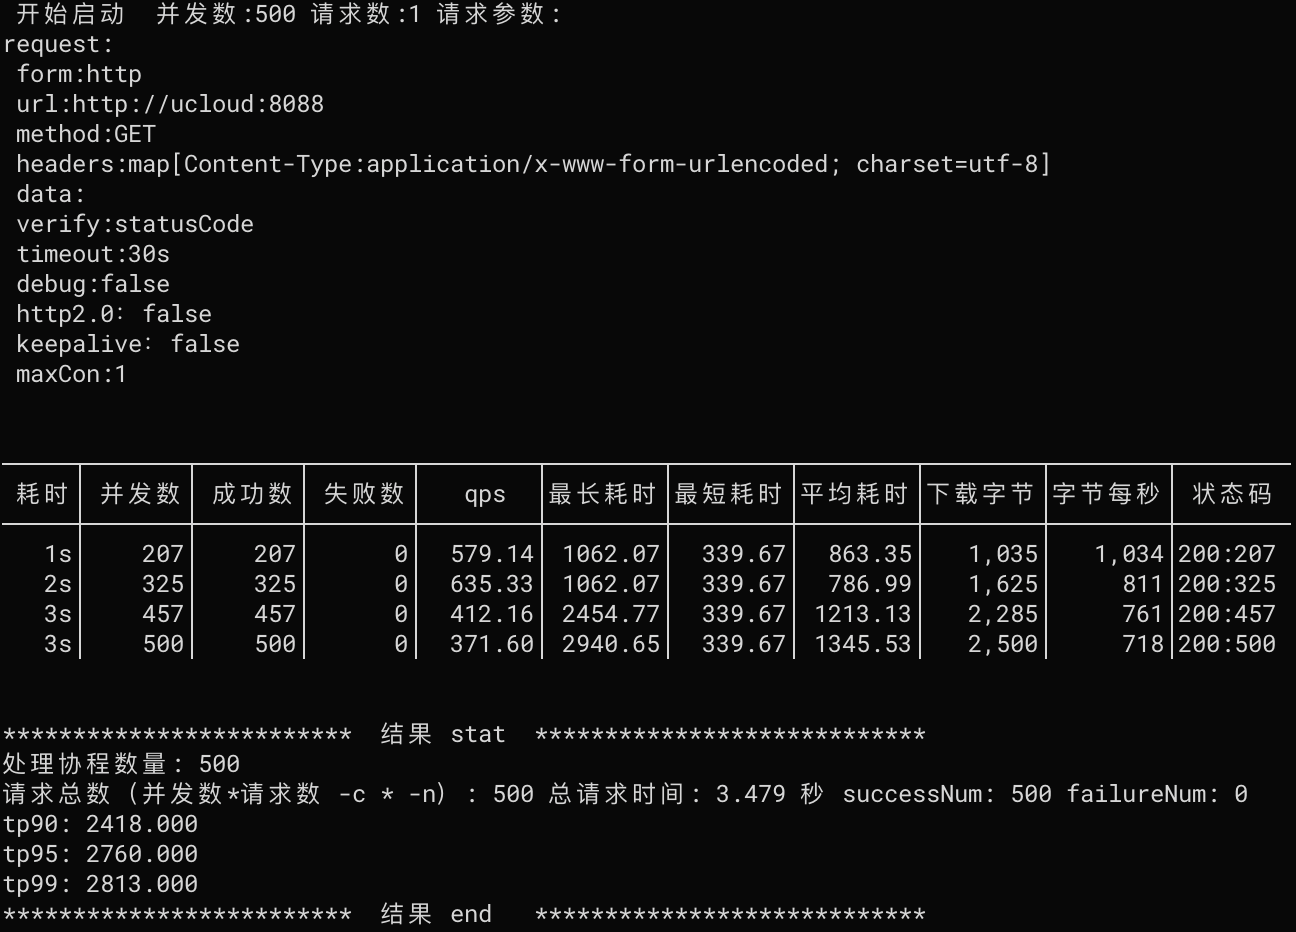 开始启动  并发数:500 请求数:1 请求参数:
request:
form:http
url:http://ucloud:8088
method:GET
headers:map[Content-Type:application/x-www-form-urlencoded; charset=utf-8]
data:
verify:statusCode
timeout:30s
debug:false
http2.0: false
keepalive: false
maxCon:1
耗时│ 并发数│ 成功数│ 失败数│ qps │最长耗时│最短耗时│平均耗时│下载字节│字节每秒│ 状态码
1s│ 207│ 207│ 0│ 579.14│ 1062.07│ 339.67│ 863.35│ 1,035│ 1,034│200:207
2s│ 325│ 325│ 0│ 635.33│ 1062.07│ 339.67│ 786.99│ 1,625│ 811│200:325
3s│ 457│ 457│ 0│ 412.16│ 2454.77│ 339.67│ 1213.13│ 2,285│ 761│200:457
3s│ 500│ 500│ 0│ 371.60│ 2940.65│ 339.67│ 1345.53│ 2,500│ 718│200:500
*************************  结果 stat  ****************************
处理协程数量: 500
请求总数（并发数*请求数 -c * -n）: 500 总请求时间: 3.479 秒 successNum: 500 failureNum: 0
tp90: 2418.000
tp95: 2760.000
tp99: 2813.000
*************************  结果 end   ****************************